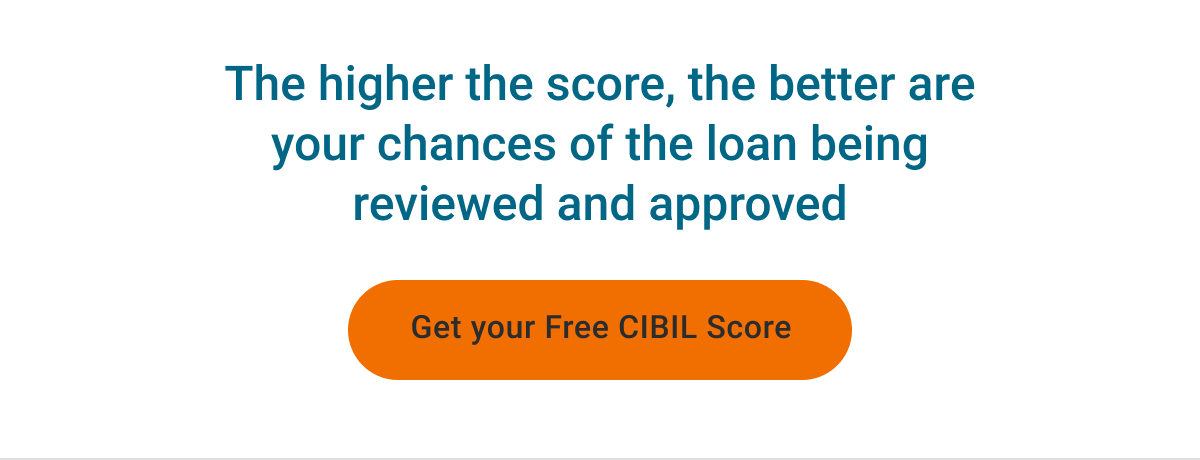 The higher the score, the better are
your chances of the loan being
reviewed and approved
Get your Free CIBIL Score